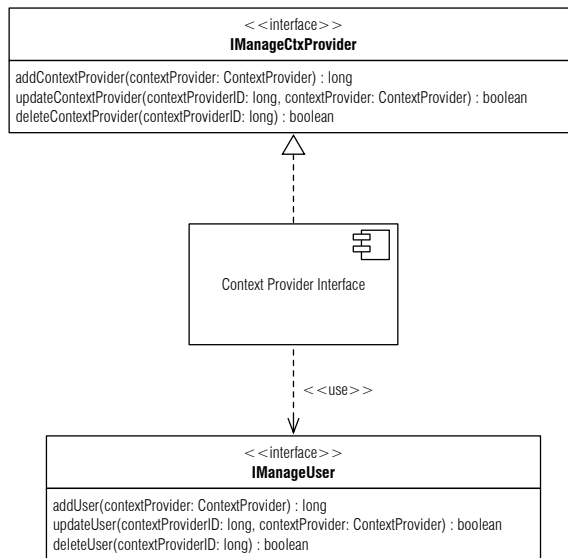 <<interface>>
IManageCtxProvider
addContextProvider(contextProvider: ContextProvider) : long
updateContextProvider(contextProviderID: long, contextProvider: ContextProvider) : boolean
deleteContextProvider(contextProviderID: long) : boolean
Context Provider Interface
<<use>>
<<interface>>
IManageUser
addUser(contextProvider: ContextProvider) : long
updateUser(contextProviderID: long, contextProvider: ContextProvider) : boolean
deleteUser(contextProviderID: long) : boolean